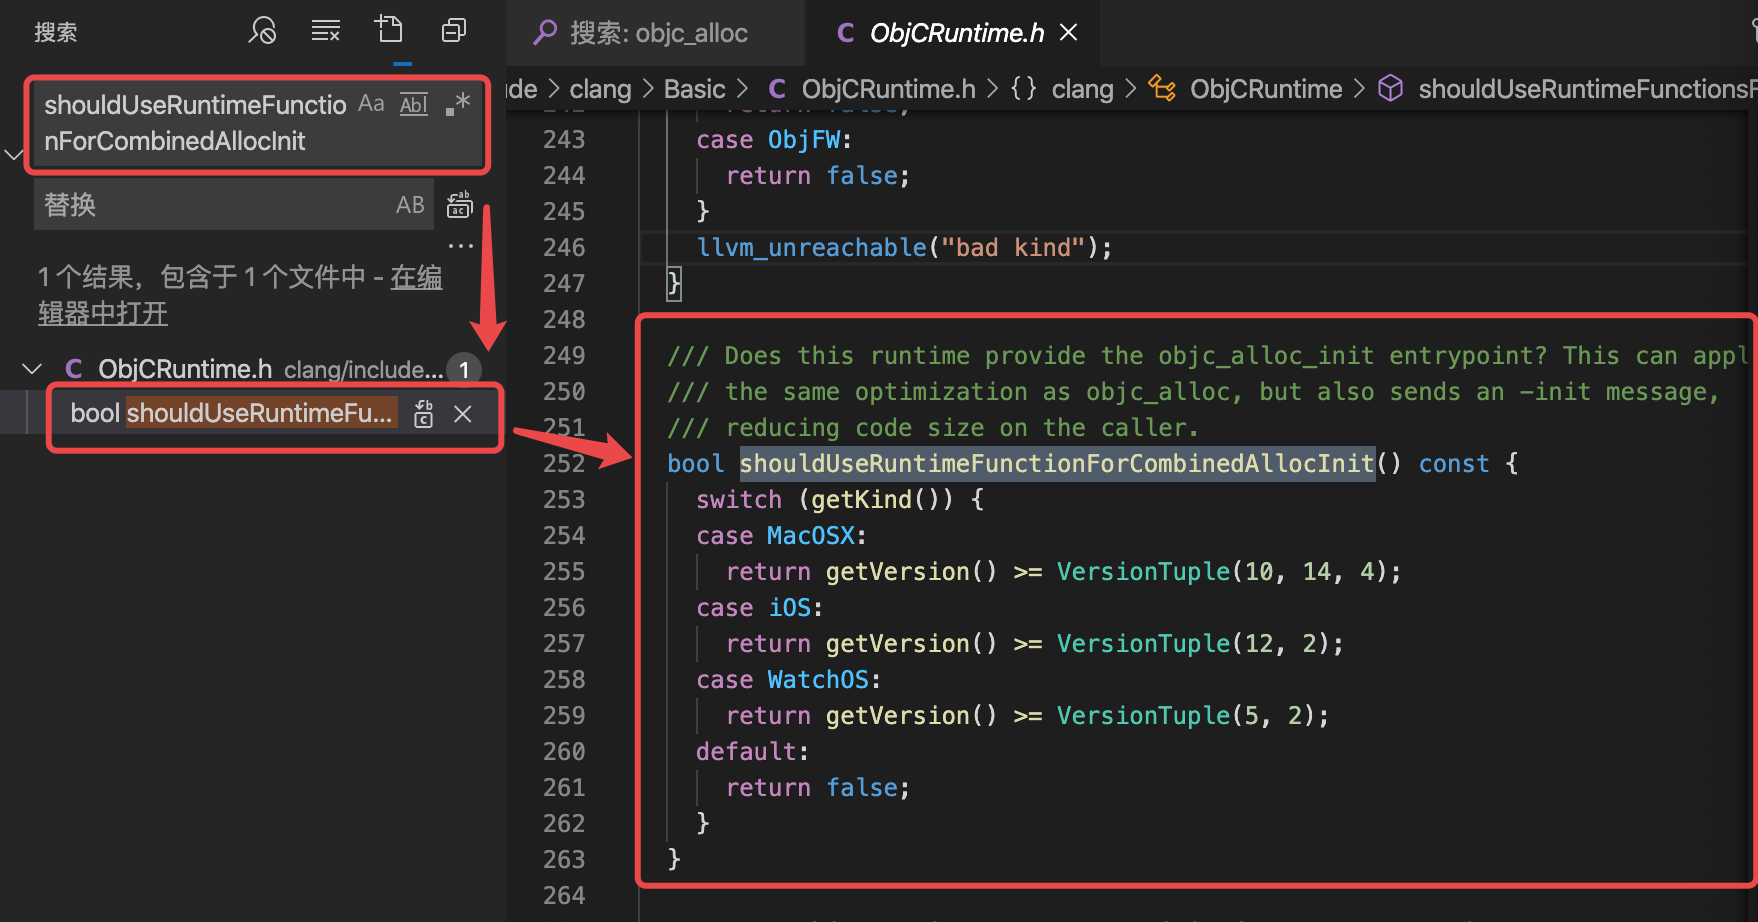 搜索
shouldUseRuntimeFunctio Aa Abl .*
nForCombinedAllocInit
替换 AB
...
1 个结果，包含于 1 个文件中 - 在编
辑器中打开
C ObjCRuntime.h clang/include... 1
bool shouldUseRuntimeFu...
搜索: objc_alloc
C ObjCRuntime.h
de > clang > Basic > C ObjCRuntime.h > {} clang > ObjCRuntime > shouldUseRuntimeFunctionsF
242 return false;
243 case ObjFW:
244 return false;
245 }
246 llvm_unreachable("bad kind");
247 }
248
249 /// Does this runtime provide the objc_alloc_init entrypoint? This can appl
250 /// the same optimization as objc_alloc, but also sends an -init message,
251 /// reducing code size on the caller.
252 bool shouldUseRuntimeFunctionForCombinedAllocInit() const {
253 switch (getKind()) {
254 case MacOSX:
255 return getVersion() >= VersionTuple(10, 14, 4);
256 case iOS:
257 return getVersion() >= VersionTuple(12, 2);
258 case WatchOS:
259 return getVersion() >= VersionTuple(5, 2);
260 default:
261 return false;
262 }
263 }
264